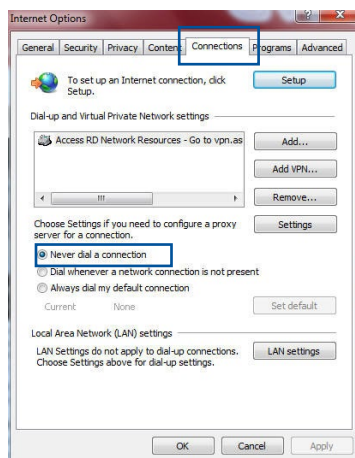 Internet Options
General Security Privacy Content Connections Programs Advanced
To set up an Internet connection, click
Setup.
Setup
Dial-up and Virtual Private Network settings
Access RD Network Resources - Go to vpn.as
Add...
Add VPN...
Remove...
Choose Settings if you need to configure a proxy
server for a connection.
Settings
Never dial a connection
Dial whenever a network connection is not present
Always dial my default connection
Current None
Set default
Local Area Network (LAN) settings
LAN Settings do not apply to dial-up connections.
Choose Settings above for dial-up settings.
LAN settings
OK Cancel Apply